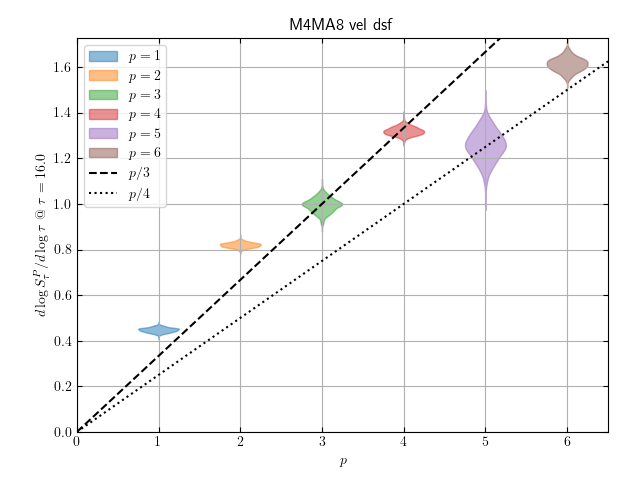 M4MA8 vel dsf
p = 1
p = 2
p = 3
p = 4
p = 5
p = 6
p/3
p/4
d log S_τ^P / d log τ @ τ = 16.0
1.6
1.4
1.2
1.0
0.8
0.6
0.4
0.2
0.0
0 1 2 3 4 5 6
p